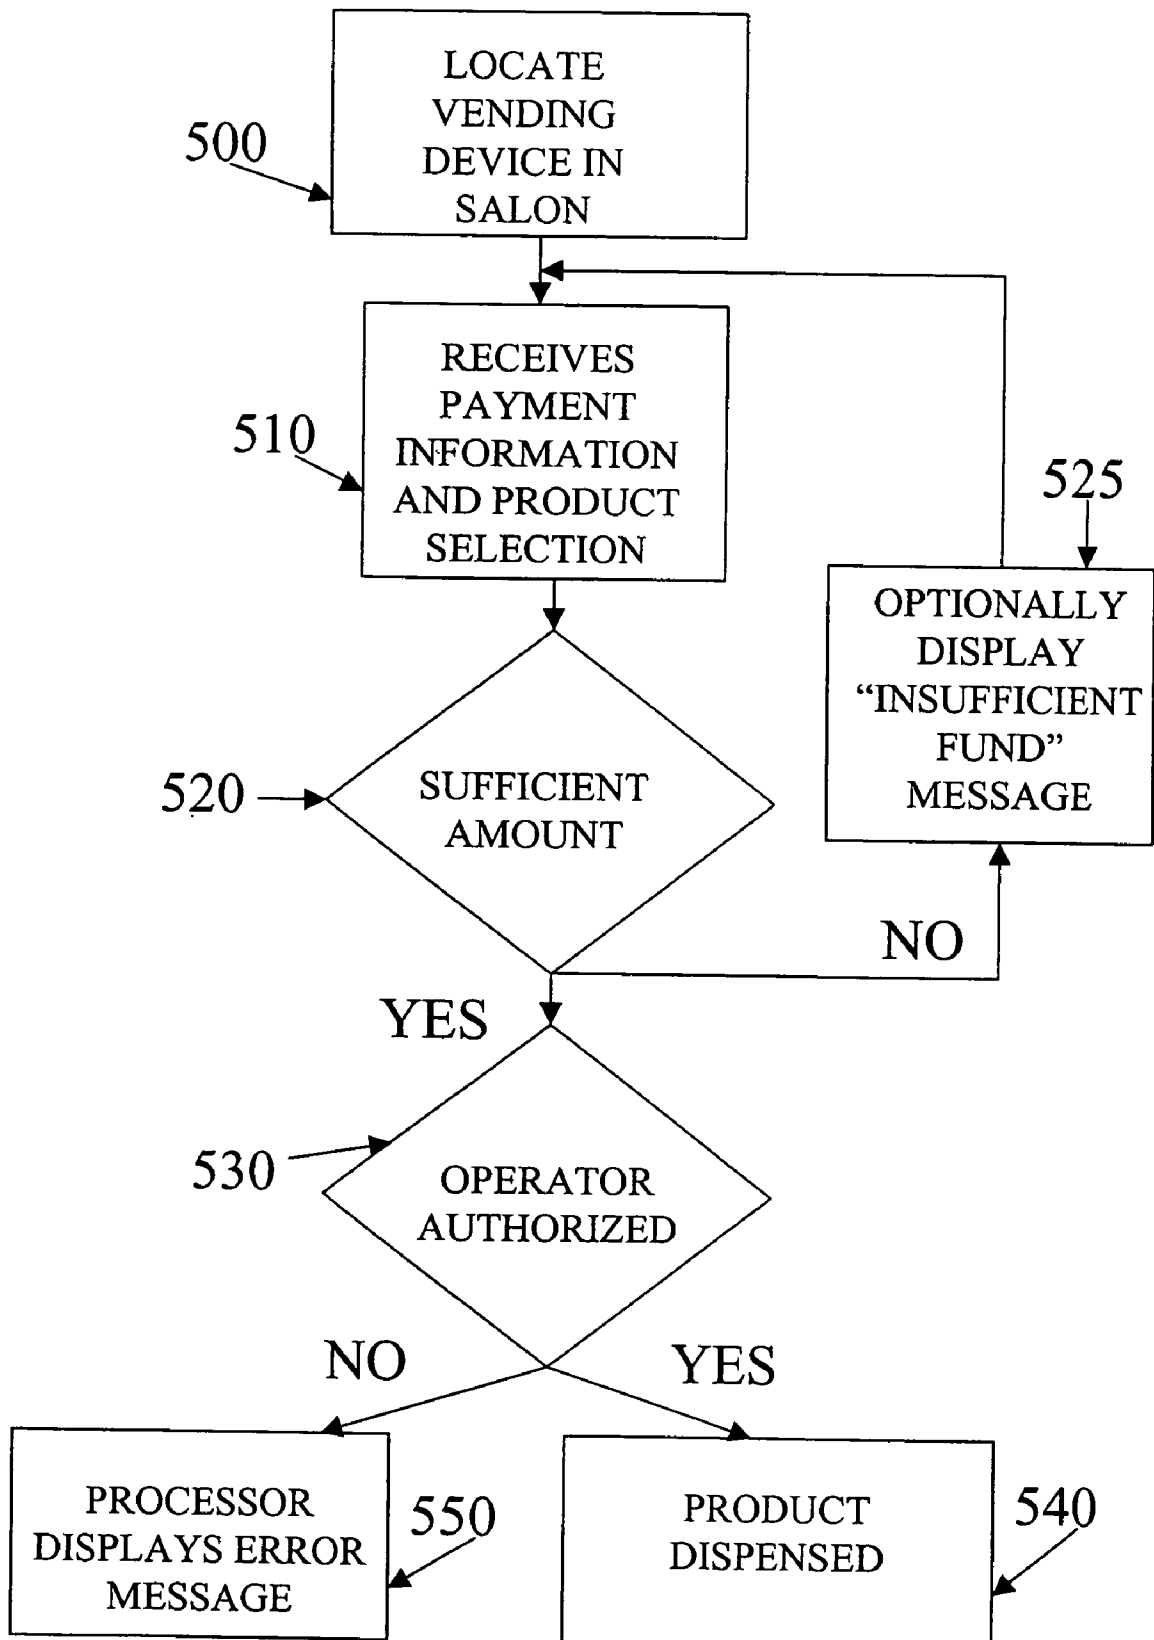 LOCATE
VENDING
DEVICE IN
SALON
500
RECEIVES
PAYMENT
INFORMATION
AND PRODUCT
SELECTION
510
525
OPTIONALLY
DISPLAY
“INSUFFICIENT
FUND”
MESSAGE
SUFFICIENT
AMOUNT
520
NO
YES
530
OPERATOR
AUTHORIZED
NO
YES
PROCESSOR
DISPLAYS ERROR
MESSAGE
550
PRODUCT
DISPENSED
540